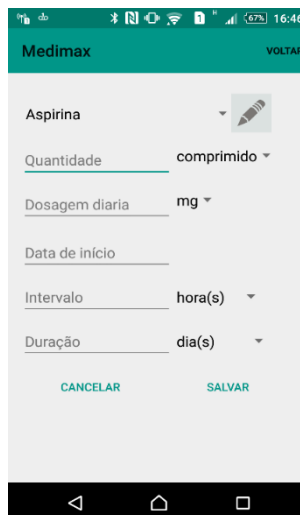 67% 16:46
Medimax VOLTAR
Aspirina
Quantidade comprimido
Dosagem diaria mg
Data de início
Intervalo hora(s)
Duração dia(s)
CANCELAR SALVAR